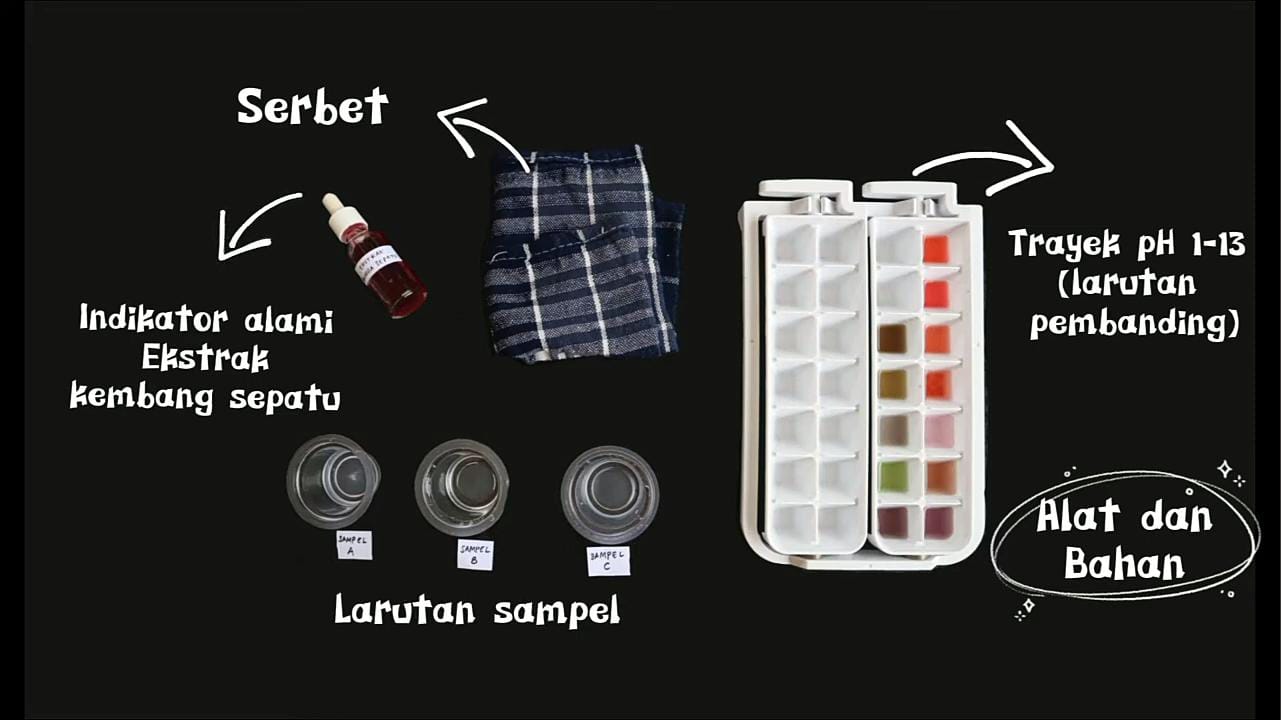 Serbet
Indikator alami
Ekstrak
kembang sepatu
Trayek pH 1-13
(larutan
pembanding)
SAMPEL
A
SAMPEL
B
SAMPEL
C
Larutan sampel
Alat dan
Bahan